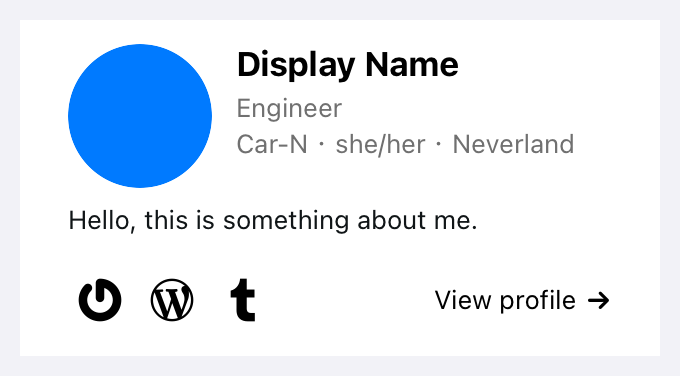 Display Name
Engineer
Car-N · she/her · Neverland
Hello, this is something about me.
View profile →